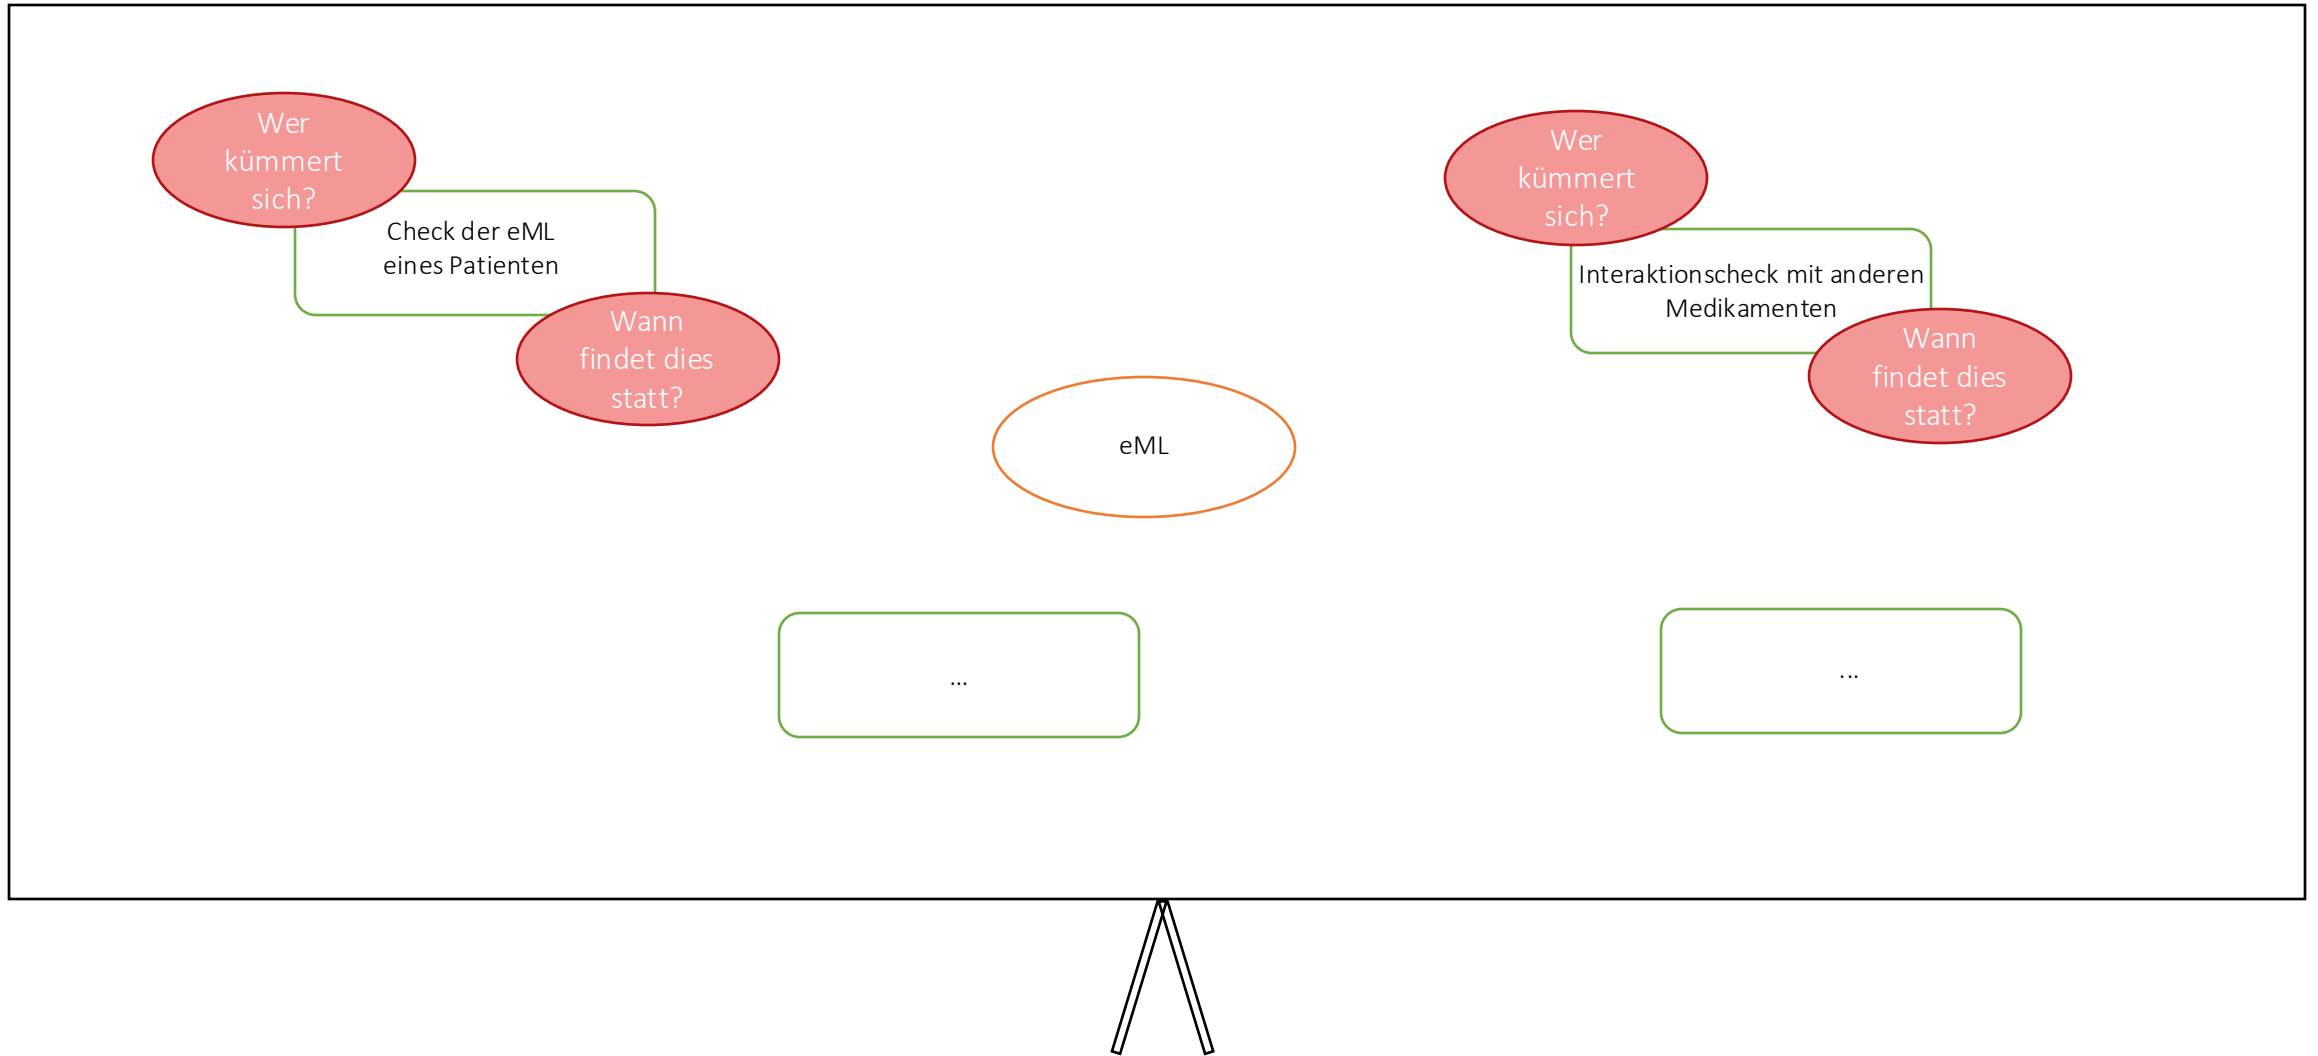 Wer
kümmert
sich?
Check der eML
eines Patienten
Wann
findet dies
statt?
Wer
kümmert
sich?
Interaktionscheck mit anderen
Medikamenten
Wann
findet dies
statt?
eML
...
...